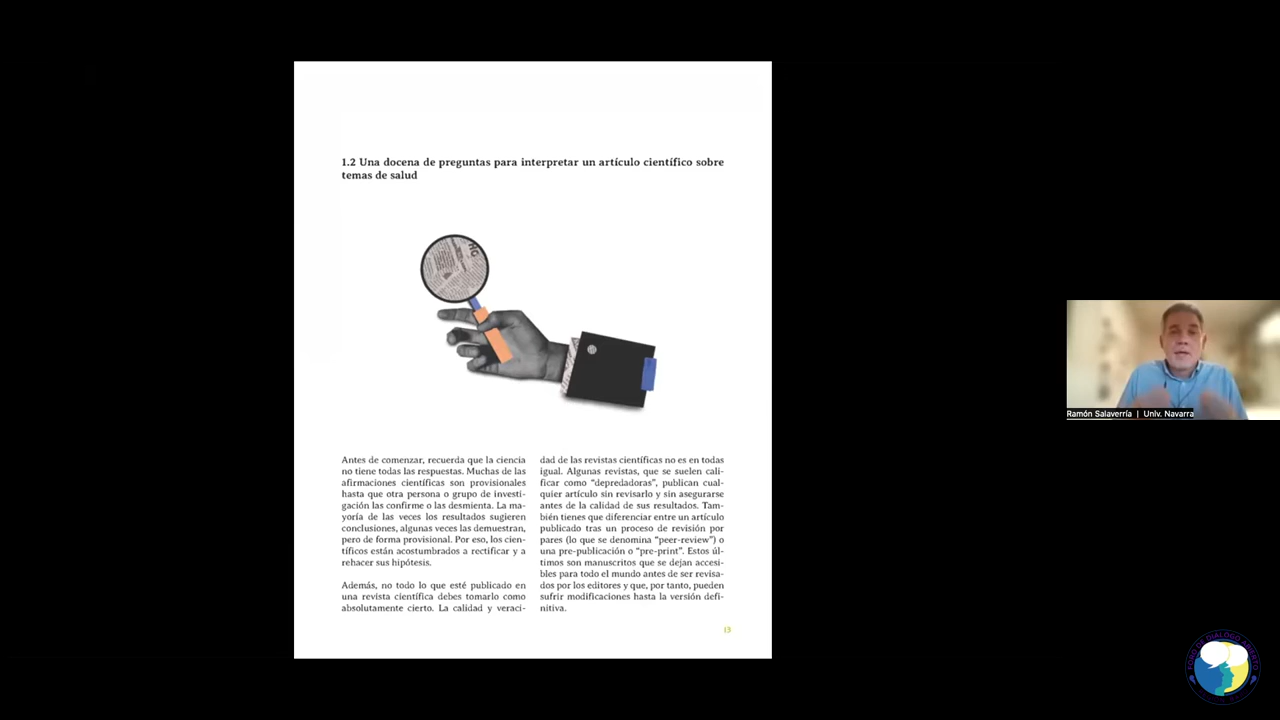 1.2 Una docena de preguntas para interpretar un artículo científico sobre
temas de salud
Antes de comenzar, recuerda que la ciencia
no tiene todas las respuestas. Muchas de las
afirmaciones científicas son provisionales
hasta que otra persona o grupo de investi-
gación las confirme o las desmienta. La ma-
yoría de las veces los resultados sugieren
conclusiones, algunas veces las demuestran,
pero de forma provisional. Por eso, los cien-
tíficos están acostumbrados a rectificar y a
rehacer sus hipótesis.
Además, no todo lo que esté publicado en
una revista científica debes tomarlo como
absolutamente cierto. La calidad y veraci-
dad de las revistas científicas no es en todas
igual. Algunas revistas, que se suelen cali-
ficar como “depredadoras”, publican cual-
quier artículo sin revisarlo y sin asegurarse
antes de la calidad de sus resultados. Tam-
bién tienes que diferenciar entre un artículo
publicado tras un proceso de revisión por
pares (lo que se denomina “peer-review”) o
una pre-publicación o “pre-print”. Estos úl-
timos son manuscritos que se dejan accesi-
bles para todo el mundo antes de ser revisa-
dos por los editores y que, por tanto, pueden
sufrir modificaciones hasta la versión defi-
nitiva.
13
Ramón Salaverría | Univ. Navarra
FORO DE DIALOGO ABIERTO